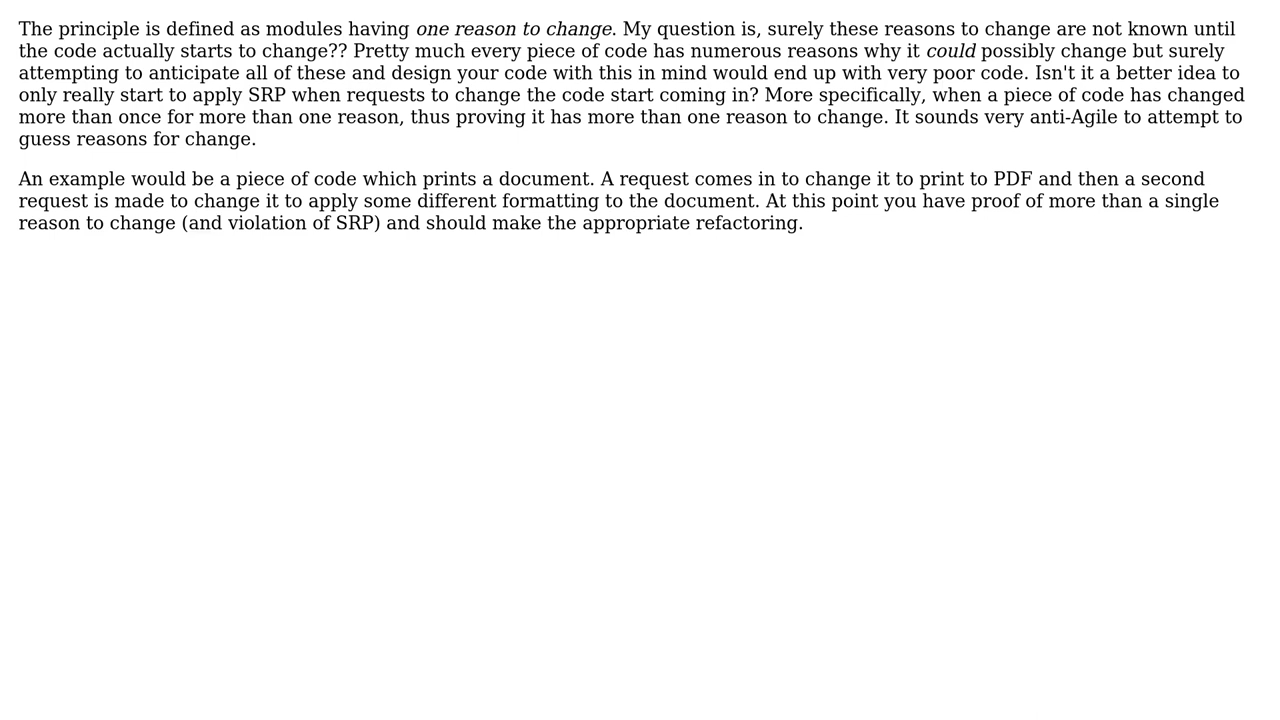 The principle is defined as modules having one reason to change. My question is, surely these reasons to change are not known until
the code actually starts to change?? Pretty much every piece of code has numerous reasons why it could possibly change but surely
attempting to anticipate all of these and design your code with this in mind would end up with very poor code. Isn't it a better idea to
only really start to apply SRP when requests to change the code start coming in? More specifically, when a piece of code has changed
more than once for more than one reason, thus proving it has more than one reason to change. It sounds very anti-Agile to attempt to
guess reasons for change.
An example would be a piece of code which prints a document. A request comes in to change it to print to PDF and then a second
request is made to change it to apply some different formatting to the document. At this point you have proof of more than a single
reason to change (and violation of SRP) and should make the appropriate refactoring.